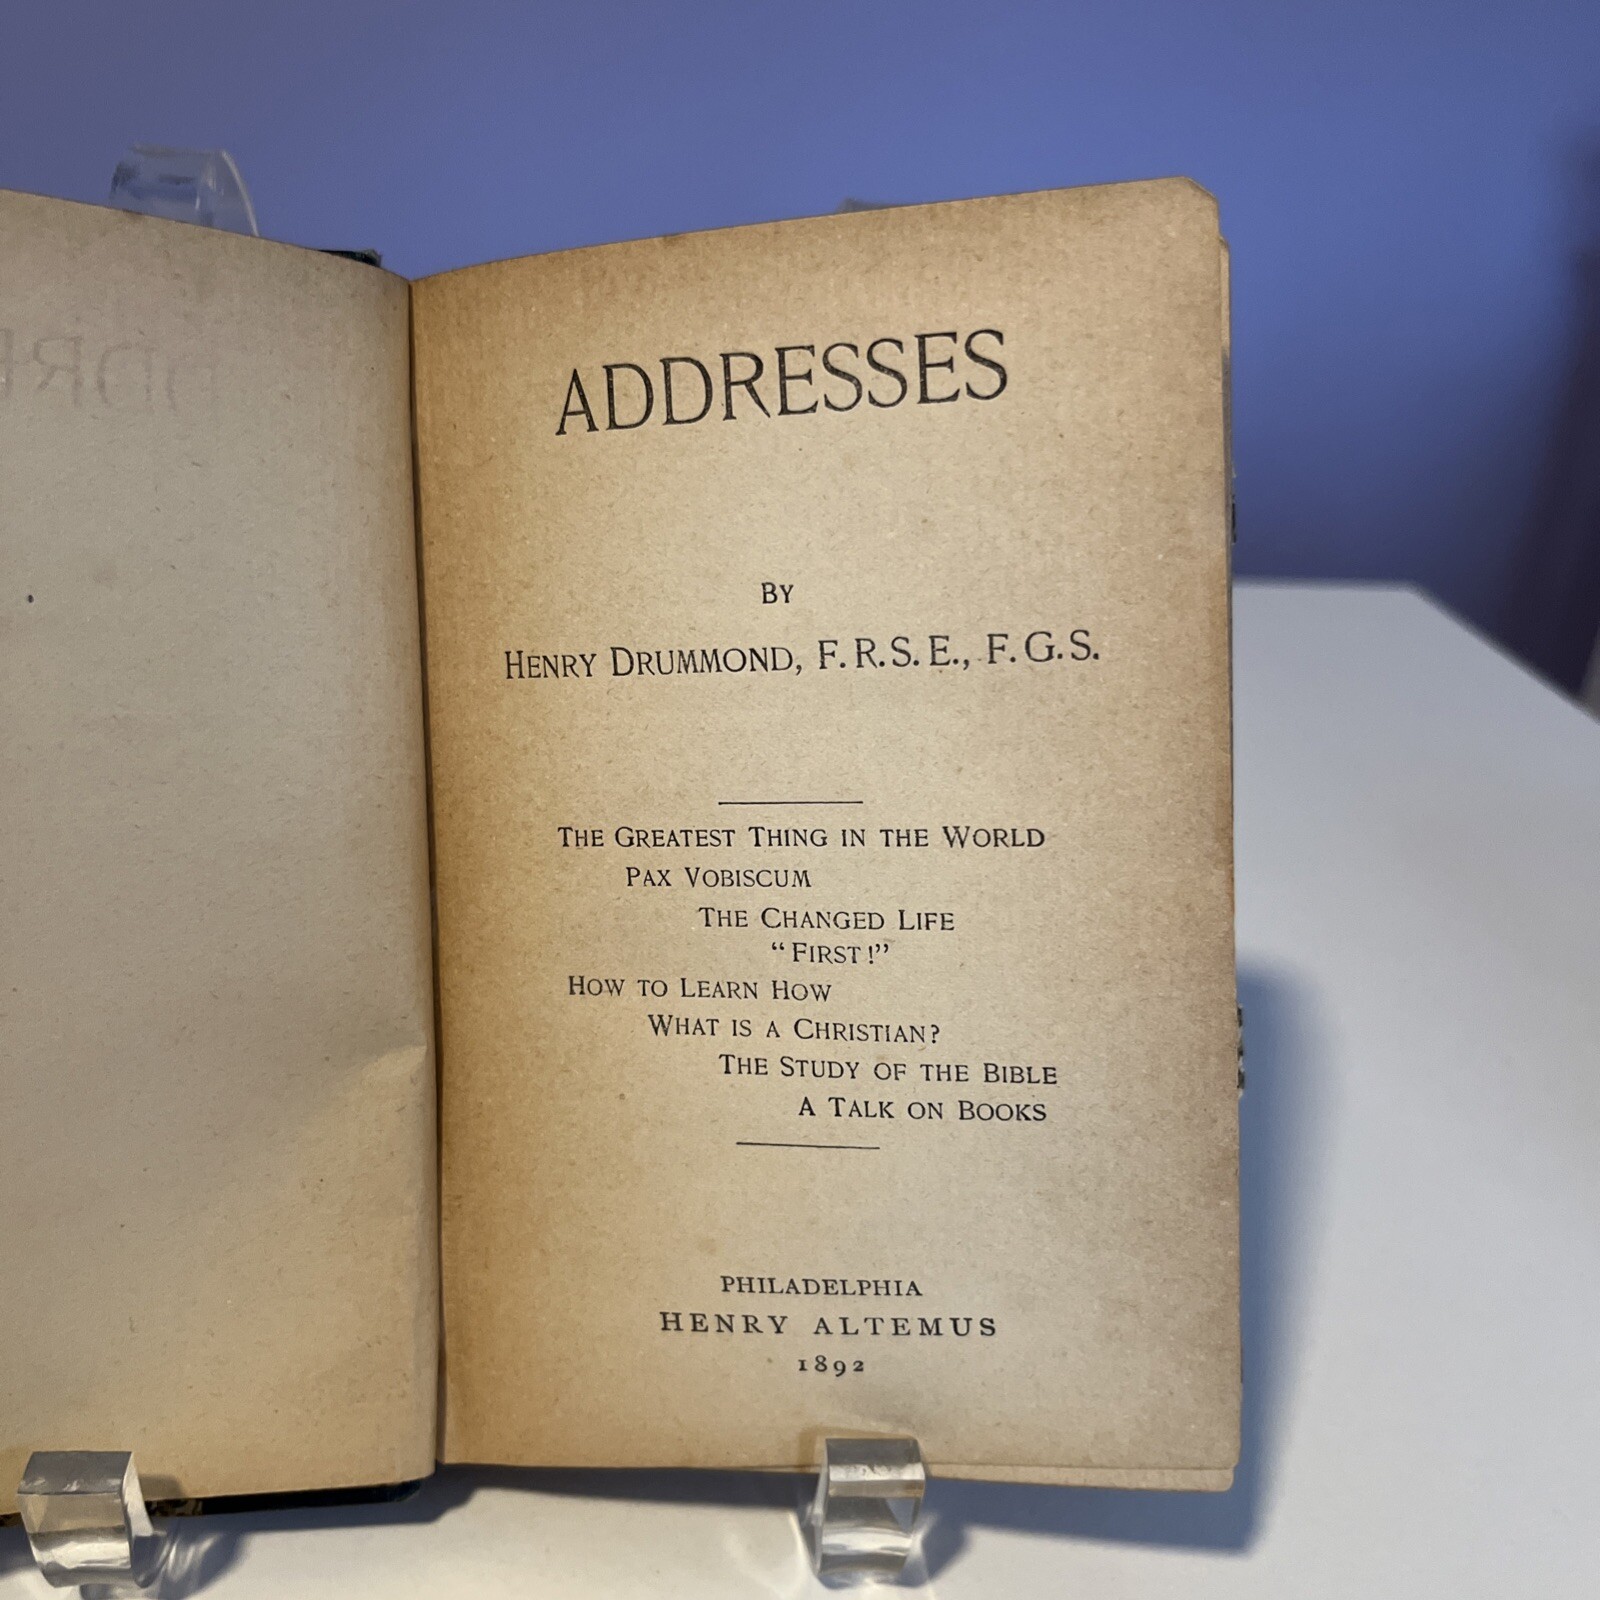 ADDRESSES
BY
HENRY DRUMMOND, F.R.S.E., F.G.S.
THE GREATEST THING IN THE WORLD
PAX VOBISCUM
THE CHANGED LIFE
“FIRST!”
HOW TO LEARN HOW
WHAT IS A CHRISTIAN?
THE STUDY OF THE BIBLE
A TALK ON BOOKS
PHILADELPHIA
HENRY ALTEMUS
1892